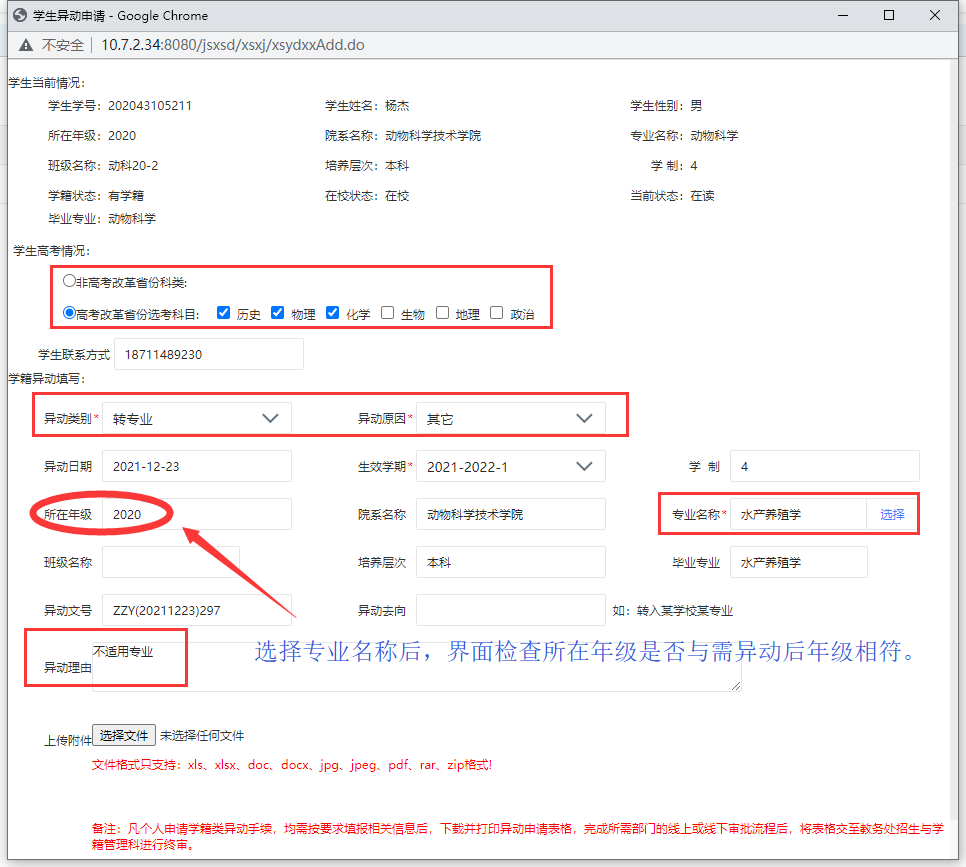 学生异动申请 - Google Chrome
不安全 | 10.7.2.34:8080/jsxsd/xsxj/xsydxxAdd.do
学生当前情况:
学生学号: 202043105211 学生姓名: 杨杰 学生性别: 男
所在年级: 2020 院系名称: 动物科学技术学院 专业名称: 动物科学
班级名称: 动科20-2 培养层次: 本科 学 制: 4
学籍状态: 有学籍 在校状态: 在校 当前状态: 在读
毕业专业: 动物科学
学生高考情况:
非高考改革省份科类:
高考改革省份选考科目: 历史 物理 化学 生物 地理 政治
学生联系方式 18711489230
学籍异动填写:
异动类别* 转专业 异动原因* 其它
异动日期 2021-12-23 生效学期* 2021-2022-1 学 制 4
所在年级 2020 院系名称 动物科学技术学院 专业名称* 水产养殖学 选择
班级名称 培养层次 本科 毕业专业 水产养殖学
异动文号 ZZY(20211223)297 异动去向 如: 转入某学校某专业
不适用专业
异动理由
选择专业名称后，界面检查所在年级是否与需异动后年级相符。
上传附件 选择文件 未选择任何文件
文件格式只支持: xls、xlsx、doc、docx、jpg、jpeg、pdf、rar、zip格式!
备注: 凡个人申请学籍类异动手续，均需按要求填报相关信息后，下载并打印异动申请表格，完成所需部门的线上或线下审批流程后，将表格交至教务处招生与学
籍管理科进行终审。